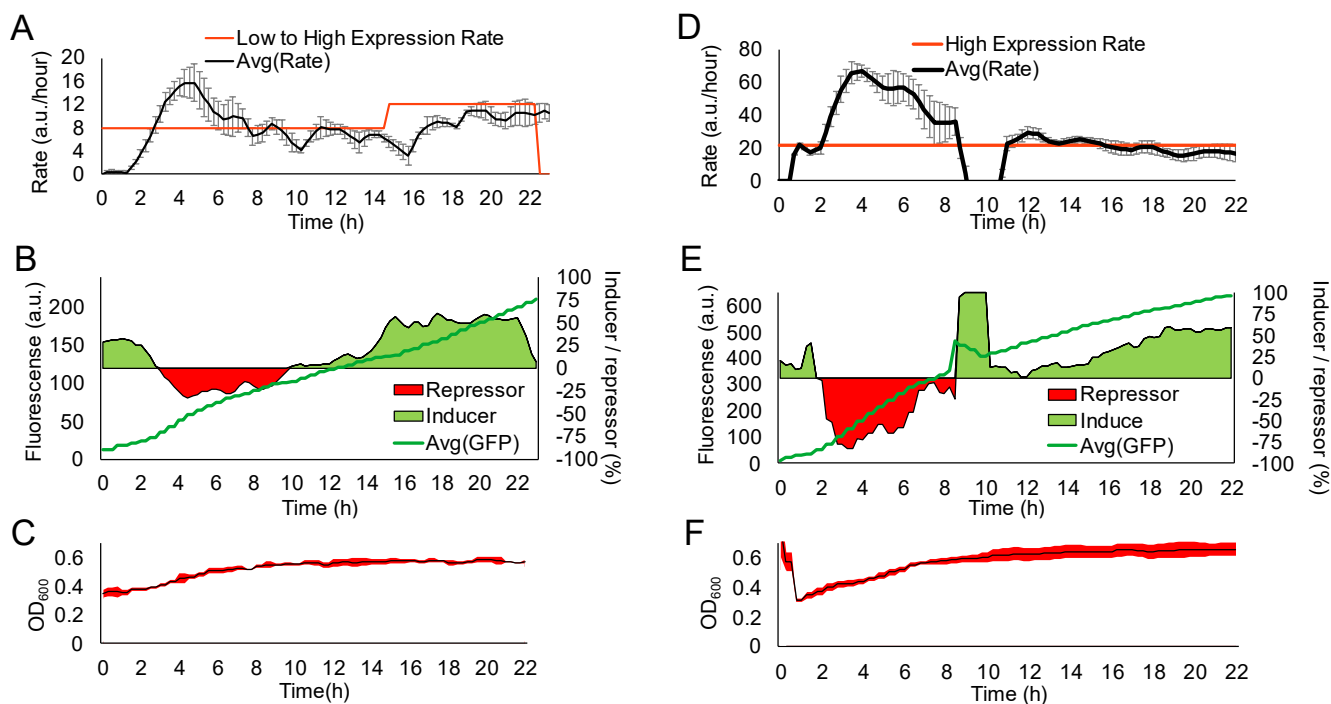 A
Low to High Expression Rate
Avg(Rate)
Rate (a.u./hour)
20
16
12
8
4
0
0 2 4 6 8 10 12 14 16 18 20 22
Time (h)
B
Fluorescense (a.u.)
200
150
100
50
0
100
75
50
25
0
-25
-50
-75
-100
Inducer / repressor (%)
Repressor
Inducer
Avg(GFP)
0 2 4 6 8 10 12 14 16 18 20 22
Time (h)
C
OD600
0.6
0.4
0.2
0
0 2 4 6 8 10 12 14 16 18 20 22
Time(h)
D
High Expression Rate
Avg(Rate)
Rate (a.u./hour)
80
60
40
20
0
0 2 4 6 8 10 12 14 16 18 20 22
Time (h)
E
Fluorescense (a.u.)
600
500
400
300
200
100
0
100
75
50
25
0
-25
-50
-75
-100
Inducer / repressor (%)
Repressor
Induce
Avg(GFP)
0 2 4 6 8 10 12 14 16 18 20 22
Time (h)
F
OD600
0.6
0.4
0.2
0
0 2 4 6 8 10 12 14 16 18 20 22
Time (h)